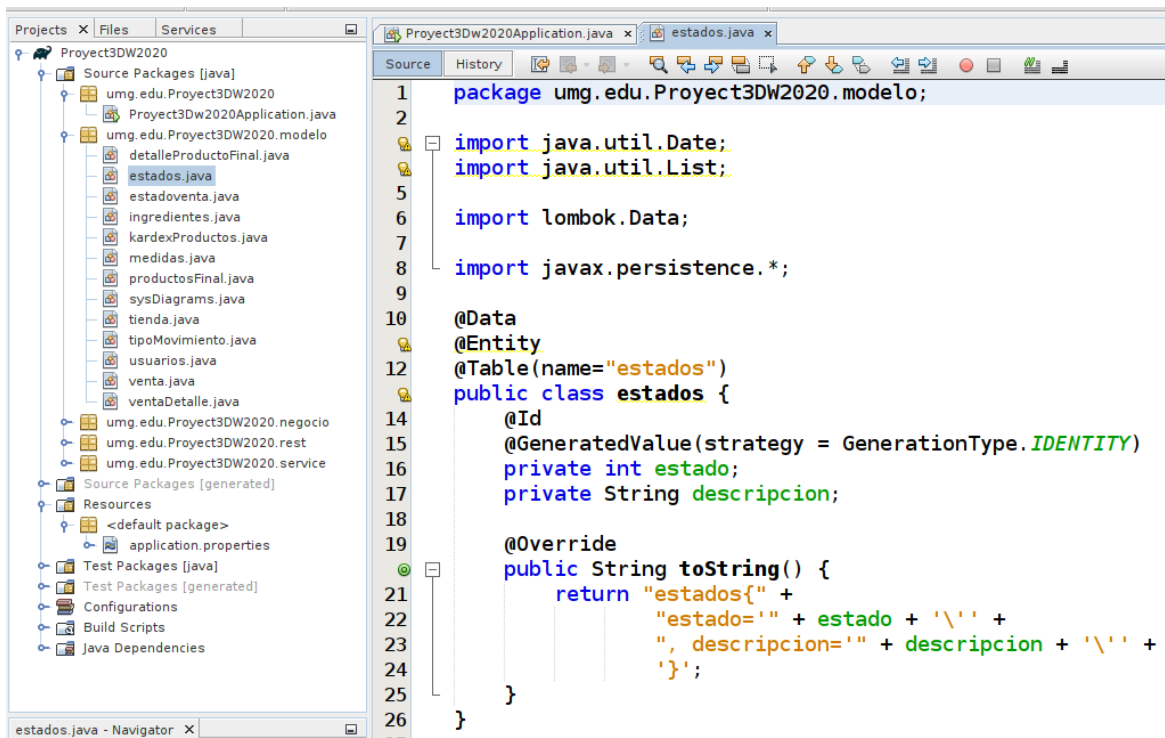 Projects Files Services
Proyect3DW2020
Source Packages [java]
umg.edu.Proyect3DW2020
Proyect3Dw2020Application.java
umg.edu.Proyect3DW2020.modelo
detalleProductoFinal.java
estados.java
estadoventa.java
ingredientes.java
kardexProductos.java
medidas.java
productosFinal.java
sysDiagrams.java
tienda.java
tipoMovimiento.java
usuarios.java
venta.java
ventaDetalle.java
umg.edu.Proyect3DW2020.negocio
umg.edu.Proyect3DW2020.rest
umg.edu.Proyect3DW2020.service
Source Packages [generated]
Resources
<default package>
application.properties
Test Packages [java]
Test Packages [generated]
Configurations
Build Scripts
Java Dependencies
estados.java - Navigator
Proyect3Dw2020Application.java estados.java
Source History
1 package umg.edu.Proyect3DW2020.modelo;
2
import java.util.Date;
import java.util.List;
5
6 import lombok.Data;
7
8 import javax.persistence.*;
9
10 @Data
@Entity
12 @Table(name="estados")
public class estados {
14 @Id
15 @GeneratedValue(strategy = GenerationType.IDENTITY)
16 private int estado;
17 private String descripcion;
18
19 @Override
public String toString() {
21 return "estados{" +
22 "estado='" + estado + '\'' +
23 ", descripcion='" + descripcion + '\'' +
24 '}';
25 }
26 }